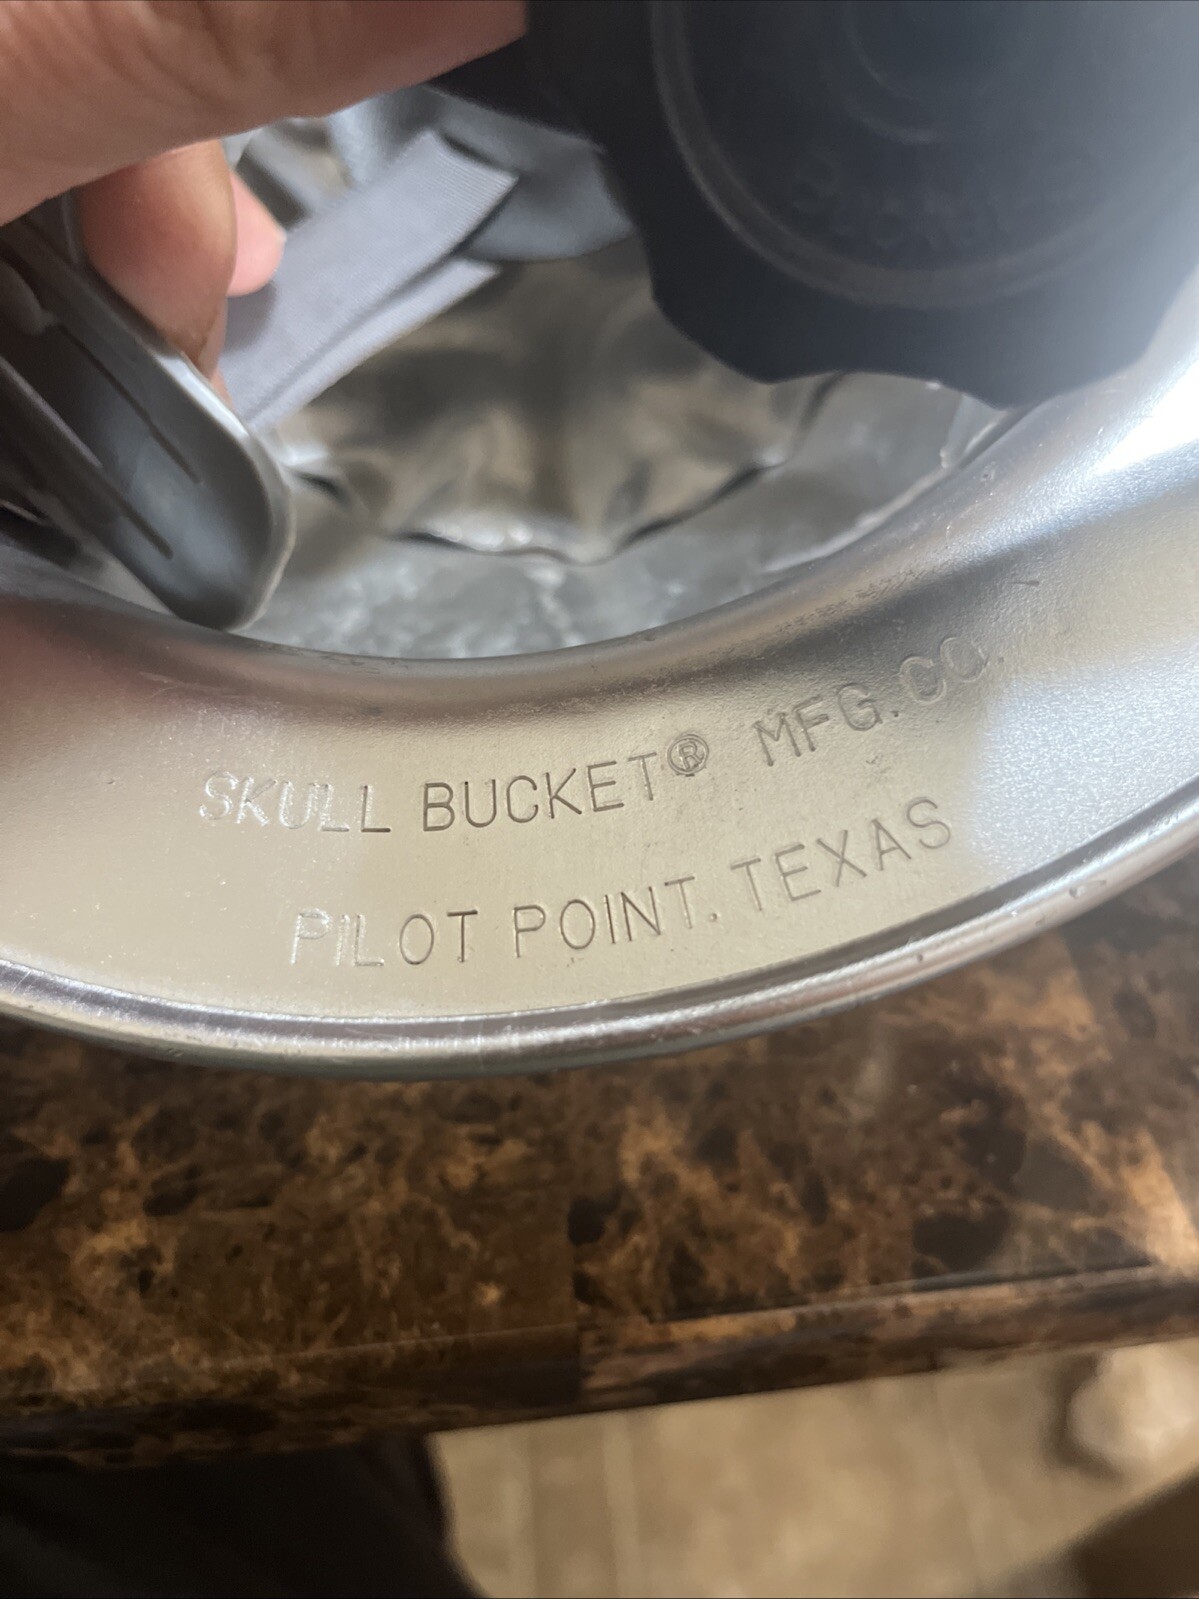 SKULL BUCKET® MFG. CO.
PILOT POINT. TEXAS